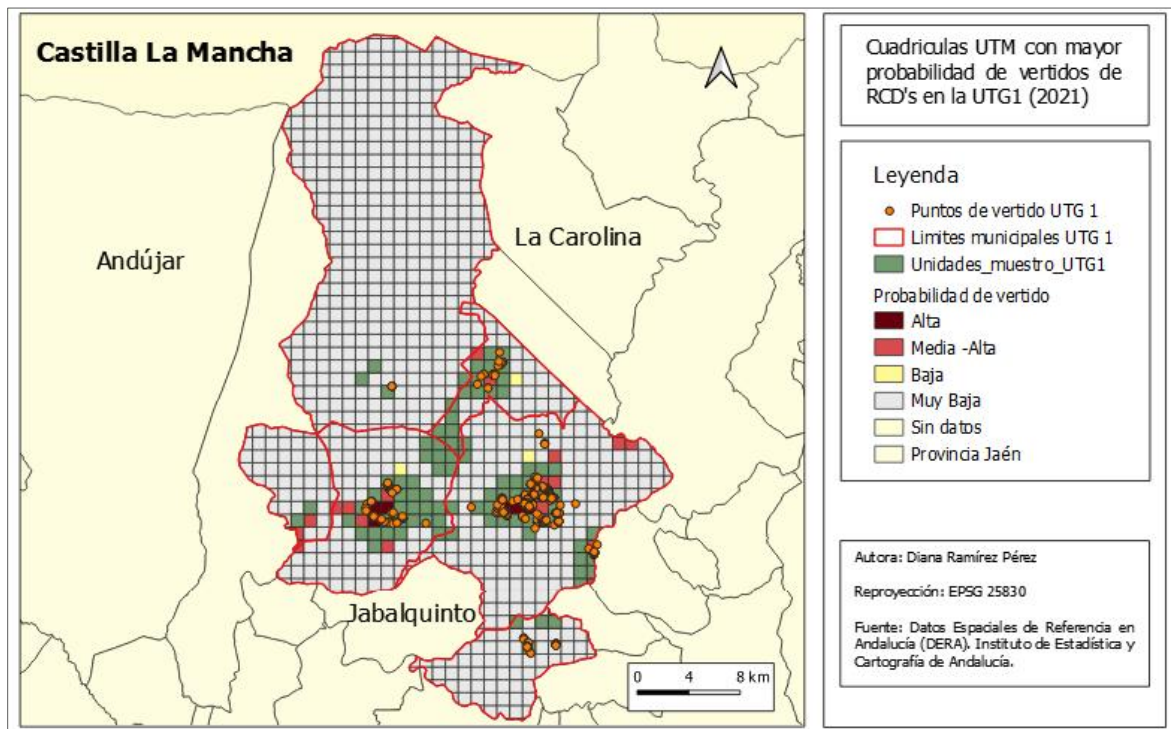 Castilla La Mancha
Andújar
La Carolina
Jabalquinto
0 4 8 km
Cuadriculas UTM con mayor
probabilidad de vertidos de
RCD's en la UTG1 (2021)
Leyenda
Puntos de vertido UTG 1
Limites municipales UTG 1
Unidades_muestro_UTG1
Probabilidad de vertido
Alta
Media -Alta
Baja
Muy Baja
Sin datos
Provincia Jaén
Autora: Diana Ramírez Pérez
Reproyección: EPSG 25830
Fuente: Datos Espaciales de Referencia en
Andalucía (DERA). Instituto de Estadística y
Cartografía de Andalucía.